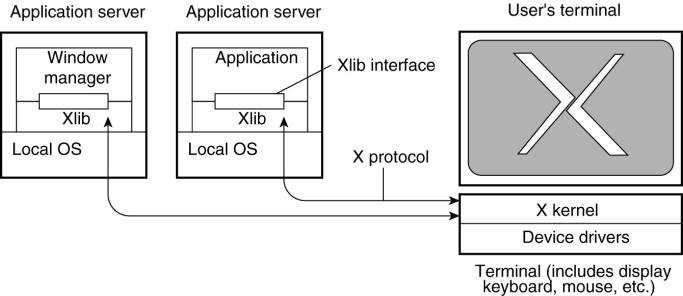 Application server
Application server
User's terminal
Window
manager
Xlib
Local OS
Application
Xlib
Local OS
Xlib interface
X protocol
X kernel
Device drivers
Terminal (includes display
keyboard, mouse, etc.)